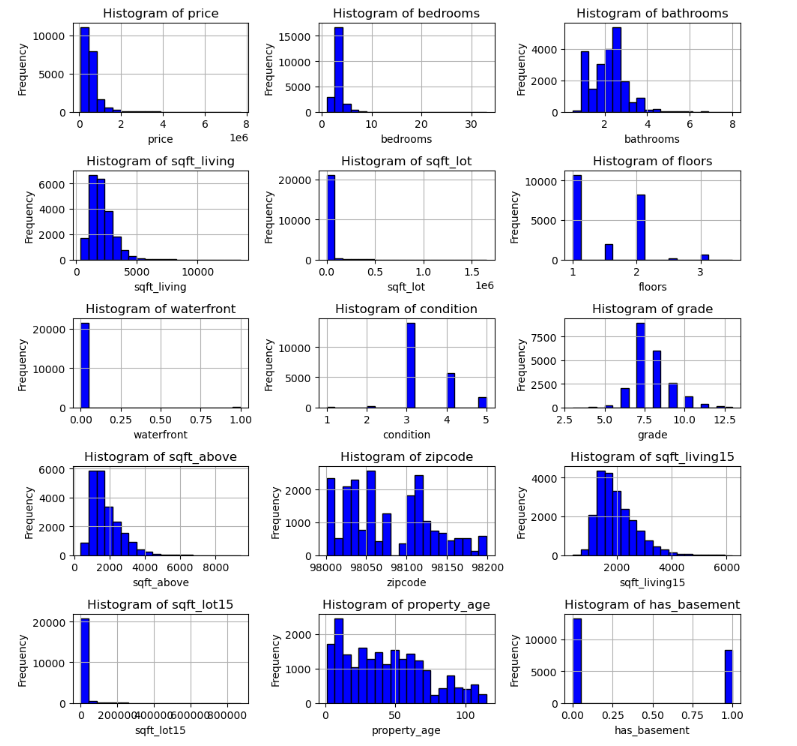 Histogram of price
Histogram of bedrooms
Histogram of bathrooms
Frequency
10000
5000
0
0
2
4
6
8
1e6
price
Frequency
15000
10000
5000
0
0
10
20
30
bedrooms
Frequency
4000
2000
0
2
4
6
8
bathrooms
Histogram of sqft_living
Histogram of sqft_lot
Histogram of floors
Frequency
6000
4000
2000
0
0
5000
10000
sqft_living
Frequency
20000
10000
0
0.0
0.5
1.0
1.5
1e6
sqft_lot
Frequency
10000
5000
0
1
2
3
floors
Histogram of waterfront
Histogram of condition
Histogram of grade
Frequency
20000
10000
0
0.00
0.25
0.50
0.75
1.00
waterfront
Frequency
10000
5000
0
1
2
3
4
5
condition
Frequency
7500
5000
2500
0
2.5
5.0
7.5
10.0
12.5
grade
Histogram of sqft_above
Histogram of zipcode
Histogram of sqft_living15
Frequency
6000
4000
2000
0
0
2000
4000
6000
8000
sqft_above
Frequency
2000
1000
0
98000
98050
98100
98150
98200
zipcode
Frequency
4000
2000
0
2000
4000
6000
sqft_living15
Histogram of sqft_lot15
Histogram of property_age
Histogram of has_basement
Frequency
20000
10000
0
0
200000
400000
600000
800000
sqft_lot15
Frequency
2000
1000
0
0
50
100
property_age
Frequency
10000
5000
0
0.00
0.25
0.50
0.75
1.00
has_basement